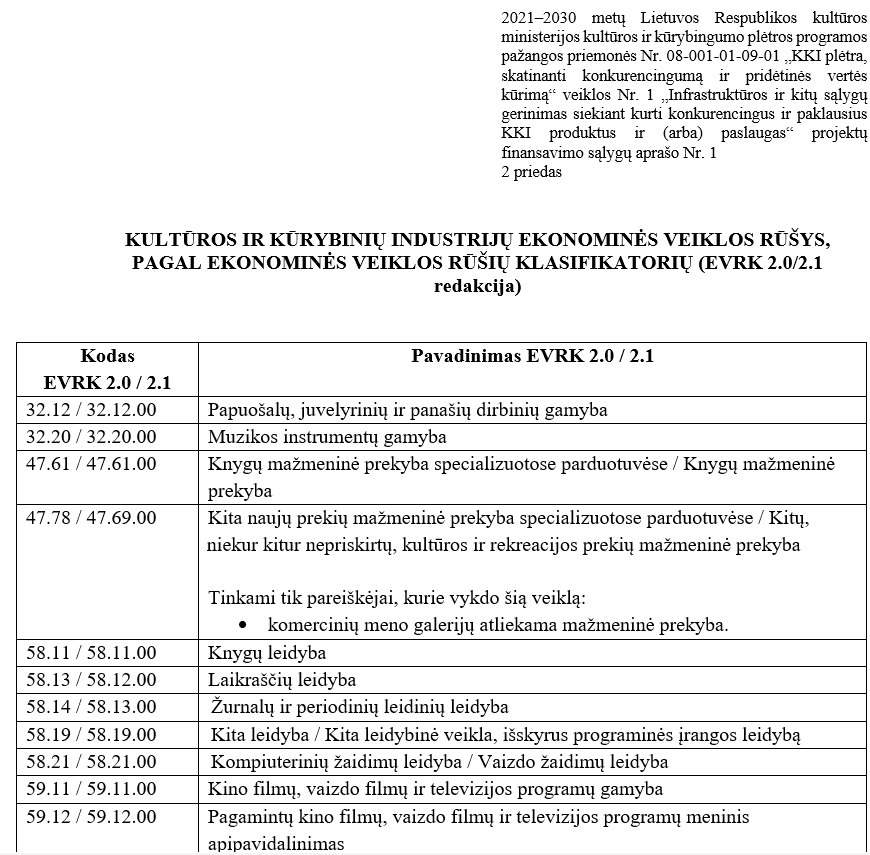 2021–2030 metų Lietuvos Respublikos kultūros
ministerijos kultūros ir kūrybingumo plėtros programos
pažangos priemonės Nr. 08-001-01-09-01 „KKI plėtra,
skatinanti konkurencingumą ir pridėtinės vertės
kūrimą“ veiklos Nr. 1 „Infrastruktūros ir kitų sąlygų
gerinimas siekiant kurti konkurencingus ir paklausius
KKI produktus ir (arba) paslaugas“ projektų
finansavimo sąlygų aprašo Nr. 1
2 priedas
KULTŪROS IR KŪRYBINIŲ INDUSTRIJŲ EKONOMINĖS VEIKLOS RŪŠYS,
PAGAL EKONOMINĖS VEIKLOS RŪŠIŲ KLASIFIKATORIŲ (EVRK 2.0/2.1
redakcija)
Kodas
EVRK 2.0 / 2.1
Pavadinimas EVRK 2.0 / 2.1
32.12 / 32.12.00
Papuošalų, juvelyrinių ir panašių dirbinių gamyba
32.20 / 32.20.00
Muzikos instrumentų gamyba
47.61 / 47.61.00
Knygų mažmeninė prekyba specializuotose parduotuvėse / Knygų mažmeninė
prekyba
47.78 / 47.69.00
Kita naujų prekių mažmeninė prekyba specializuotose parduotuvėse / Kitų,
niekur kitur nepriskirtų, kultūros ir rekreacijos prekių mažmeninė prekyba
Tinkami tik pareiškėjai, kurie vykdo šią veiklą:
• komercinių meno galerijų atliekama mažmeninė prekyba.
58.11 / 58.11.00
Knygų leidyba
58.13 / 58.12.00
Laikraščių leidyba
58.14 / 58.13.00
Žurnalų ir periodinių leidinių leidyba
58.19 / 58.19.00
Kita leidyba / Kita leidybinė veikla, išskyrus programinės įrangos leidybą
58.21 / 58.21.00
Kompiuterinių žaidimų leidyba / Vaizdo žaidimų leidyba
59.11 / 59.11.00
Kino filmų, vaizdo filmų ir televizijos programų gamyba
59.12 / 59.12.00
Pagamintų kino filmų, vaizdo filmų ir televizijos programų meninis
apipavidalinimas